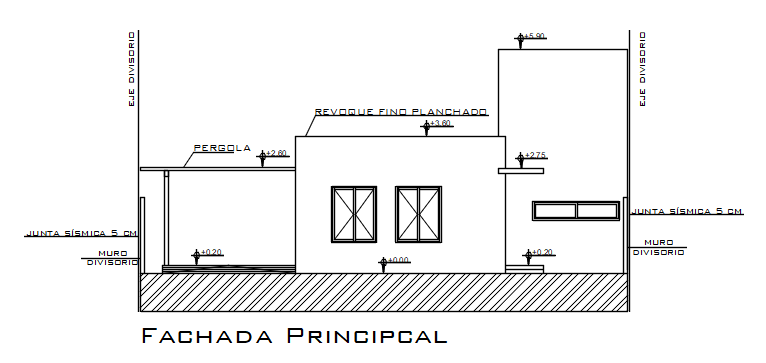 EJE DIVISORIO
+5.90
EJE DIVISORIO
REVOQUE FINO PLANCHADO
+3.60
PERGOLA
+2.60
+2.75
JUNTA SÍSMICA 5 CM
JUNTA SÍSMICA 5 CM
MURO
DIVISORIO
+0.20
+0.00
+0.20
MURO
DIVISORIO
FACHADA PRINCIPCAL